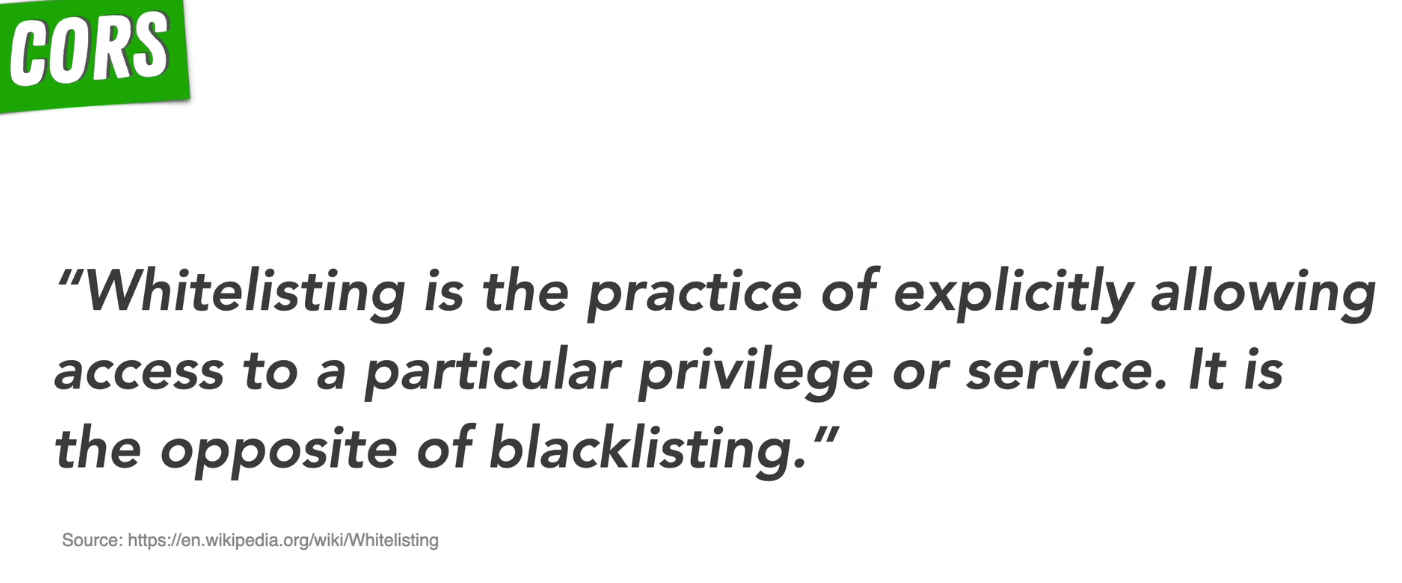 CORS
“Whitelisting is the practice of explicitly allowing
access to a particular privilege or service. It is
the opposite of blacklisting.”
Source: https://en.wikipedia.org/wiki/Whitelisting